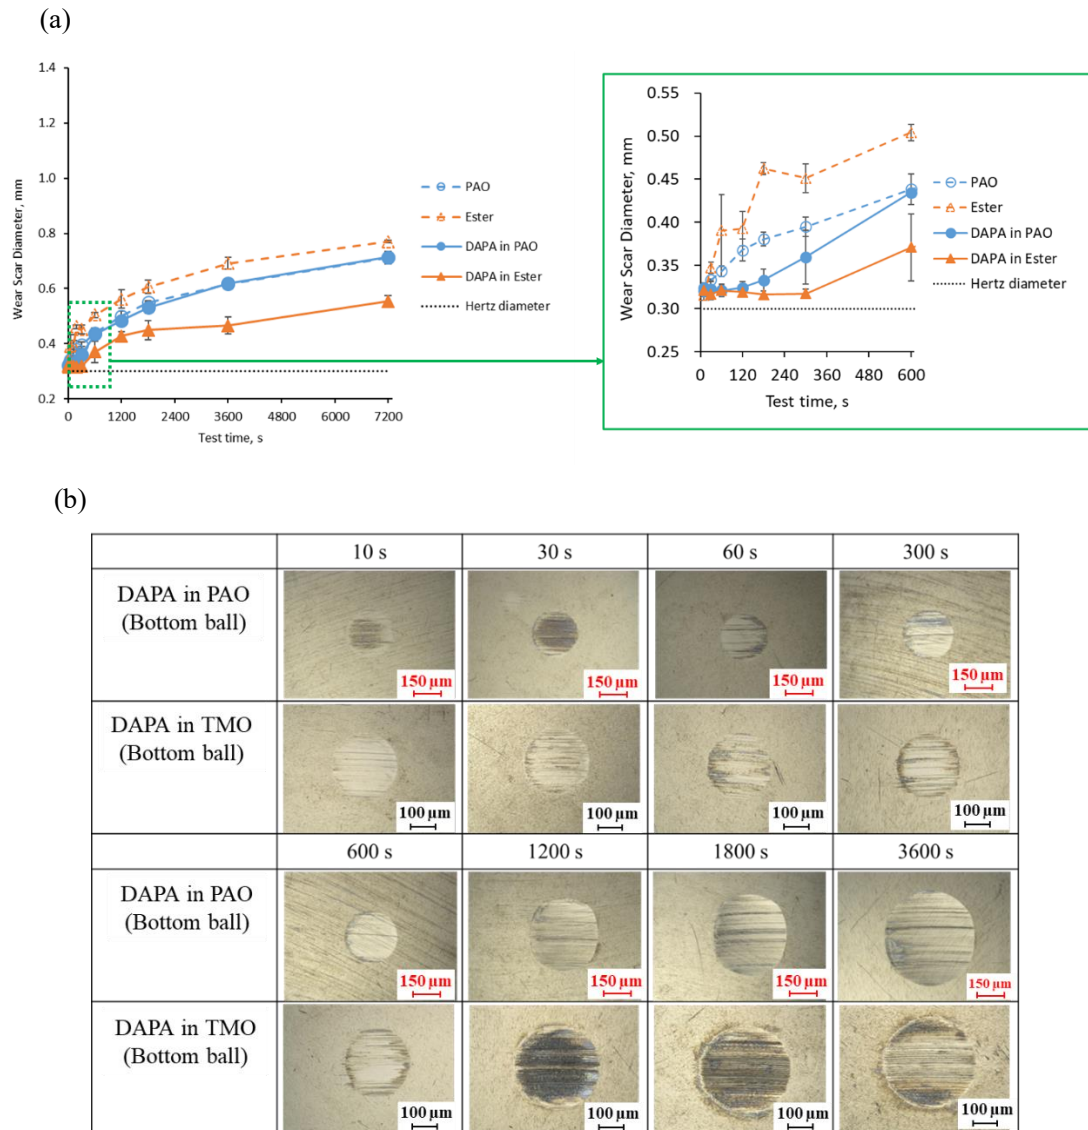 (a)
Wear Scar Diameter, mm
1.4
1.2
1.0
0.8
0.6
0.4
0.2
0 1200 2400 3600 4800 6000 7200
Test time, s
PAO
Ester
DAPA in PAO
DAPA in Ester
Hertz diameter
Wear Scar Diameter, mm
0.55
0.50
0.45
0.40
0.35
0.30
0.25
0 120 240 360 480 600
Test time, s
PAO
Ester
DAPA in PAO
DAPA in Ester
Hertz diameter
(b)
10 s 30 s 60 s 300 s
DAPA in PAO
(Bottom ball)
150 µm 150 µm 150 µm 150 µm
DAPA in TMO
(Bottom ball)
100 µm 100 µm 100 µm 100 µm
600 s 1200 s 1800 s 3600 s
DAPA in PAO
(Bottom ball)
150 µm 150 µm 150 µm 150 µm
DAPA in TMO
(Bottom ball)
100 µm 100 µm 100 µm 100 µm